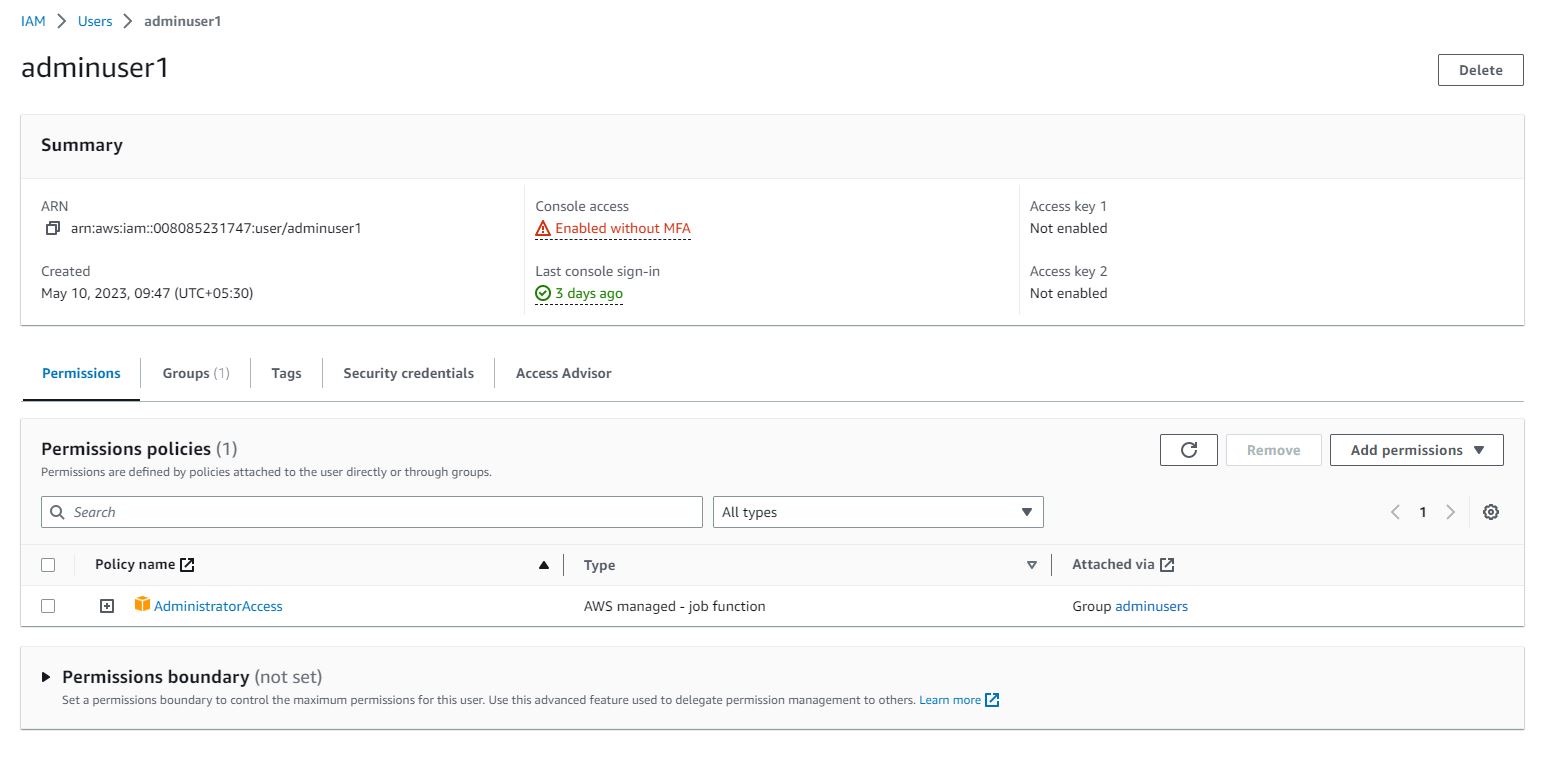 IAM > Users > adminuser1
adminuser1
Delete
Summary
ARN
arn:aws:iam::008085231747:user/adminuser1
Created
May 10, 2023, 09:47 (UTC+05:30)
Console access
Enabled without MFA
Last console sign-in
3 days ago
Access key 1
Not enabled
Access key 2
Not enabled
Permissions
Groups (1)
Tags
Security credentials
Access Advisor
Permissions policies (1)
Permissions are defined by policies attached to the user directly or through groups.
Remove
Add permissions
Search
All types
1
Policy name
Type
Attached via
AdministratorAccess
AWS managed - job function
Group adminusers
Permissions boundary (not set)
Set a permissions boundary to control the maximum permissions for this user. Use this advanced feature used to delegate permission management to others. Learn more